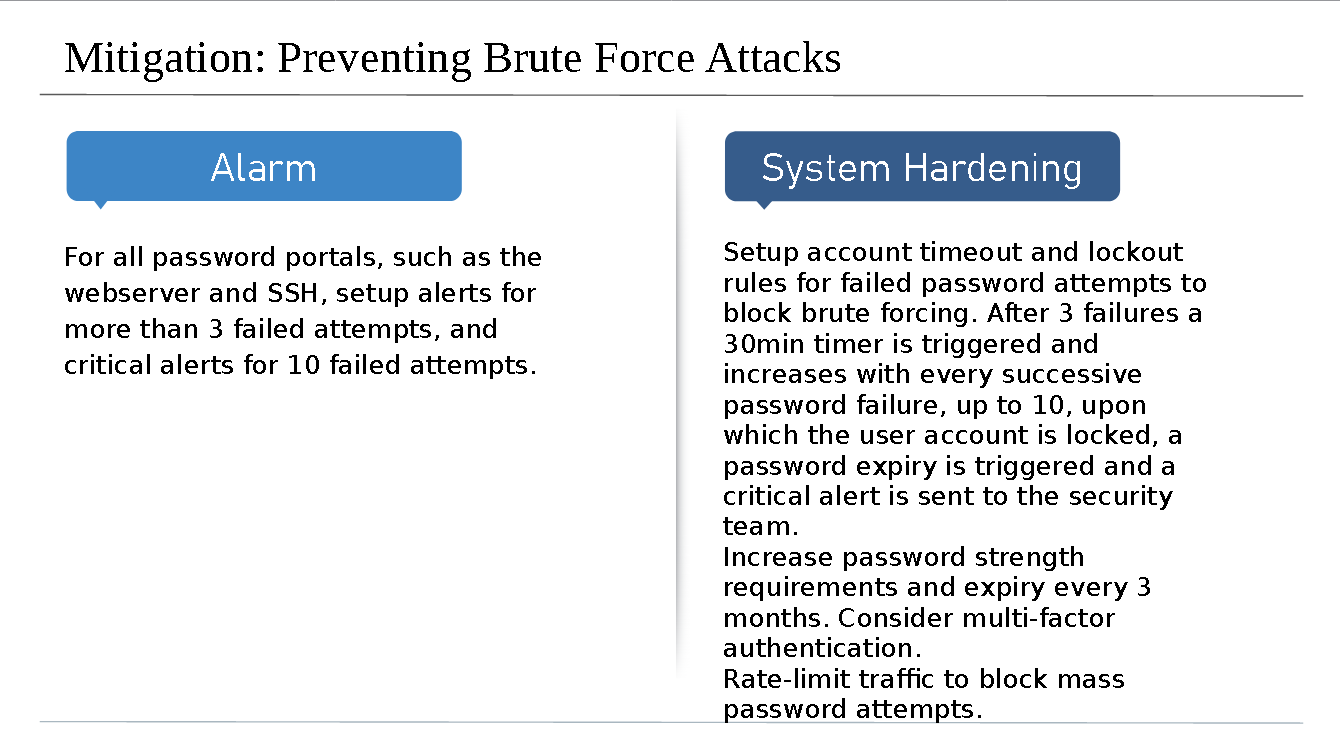 Mitigation: Preventing Brute Force Attacks
Alarm
For all password portals, such as the
webserver and SSH, setup alerts for
more than 3 failed attempts, and
critical alerts for 10 failed attempts.
System Hardening
Setup account timeout and lockout
rules for failed password attempts to
block brute forcing. After 3 failures a
30min timer is triggered and
increases with every successive
password failure, up to 10, upon
which the user account is locked, a
password expiry is triggered and a
critical alert is sent to the security
team.
Increase password strength
requirements and expiry every 3
months. Consider multi-factor
authentication.
Rate-limit traffic to block mass
password attempts.